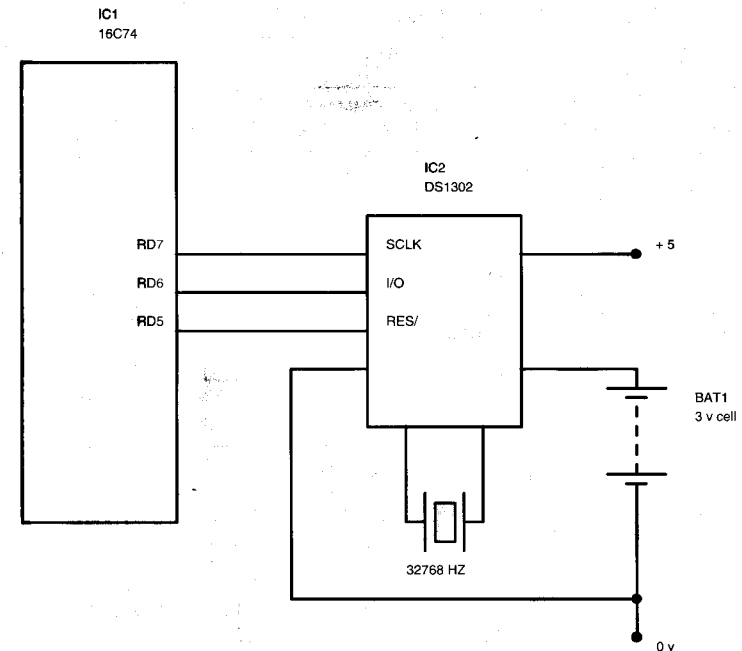 IC1
16C74
IC2
DS1302
RD7
SCLK
+ 5
RD6
I/O
RD5
RES/
BAT1
3 v cell
32768 HZ
0 v